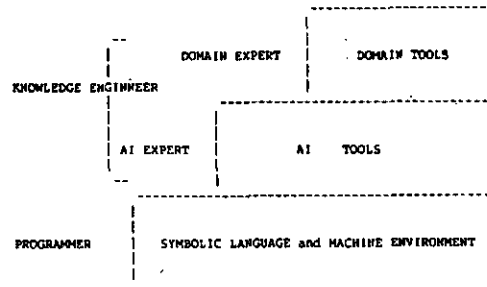 DOMAIN EXPERT DOMAIN TOOLS
KNOWLEDGE ENGINEER
AI EXPERT AI TOOLS
PROGRAMMER SYMBOLIC LANGUAGE and MACHINE ENVIRONMENT